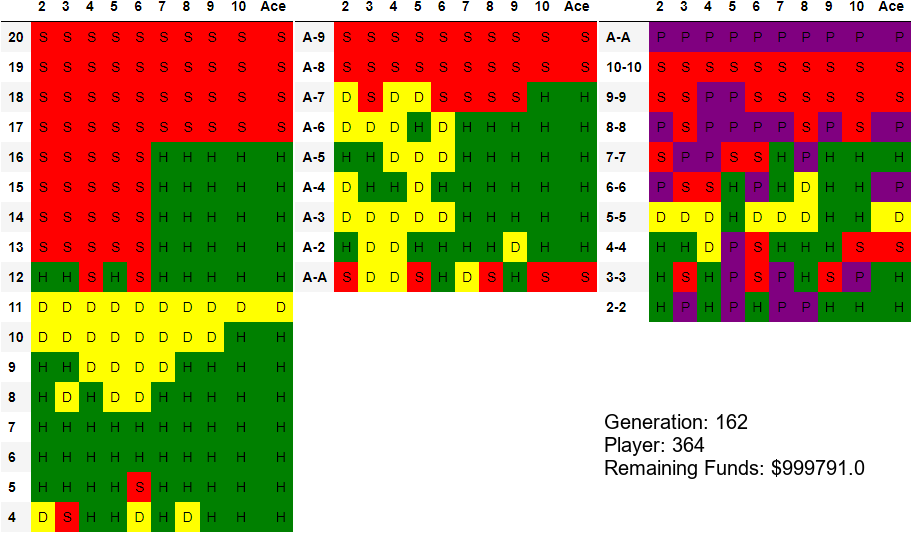 2 3 4 5 6 7 8 9 10 Ace
20 S S S S S S S S S S
19 S S S S S S S S S S
18 S S S S S S S S S S
17 S S S S S S S S S S
16 S S S S S H H H H H
15 S S S S S H H H H H
14 S S S S S H H H H H
13 S S S S S H H H H H
12 H H S H S H H H H H
11 D D D D D D D D D D
10 D D D D D D D D H H
9 H H D D D D H H H H
8 H D H D D H H H H H
7 H H H H H H H H H H
6 H H H H H H H H H H
5 H H H H S H H H H H
4 D S H H D H D H H H
2 3 4 5 6 7 8 9 10 Ace
A-9 S S S S S S S S S S
A-8 S S S S S S S S S S
A-7 D S D D S S S S H H
A-6 D D D H D H H H H H
A-5 H H D D D H H H H H
A-4 D H H D H H H H H H
A-3 D D D D D H H H H H
A-2 H D D H H H H D H H
A-A S D D S H D S H S S
2 3 4 5 6 7 8 9 10 Ace
A-A P P P P P P P P P P
10-10 S S S S S S S S S S
9-9 S S P P S S S S S S
8-8 P S P P P P S P S P
7-7 S P P S S H P H H H
6-6 P S S H P H D H H P
5-5 D D D H D D D H H D
4-4 H H D P S H H H S S
3-3 H S H P S P H S P H
2-2 H P H P H P P H H H
Generation: 162
Player: 364
Remaining Funds: $999791.0